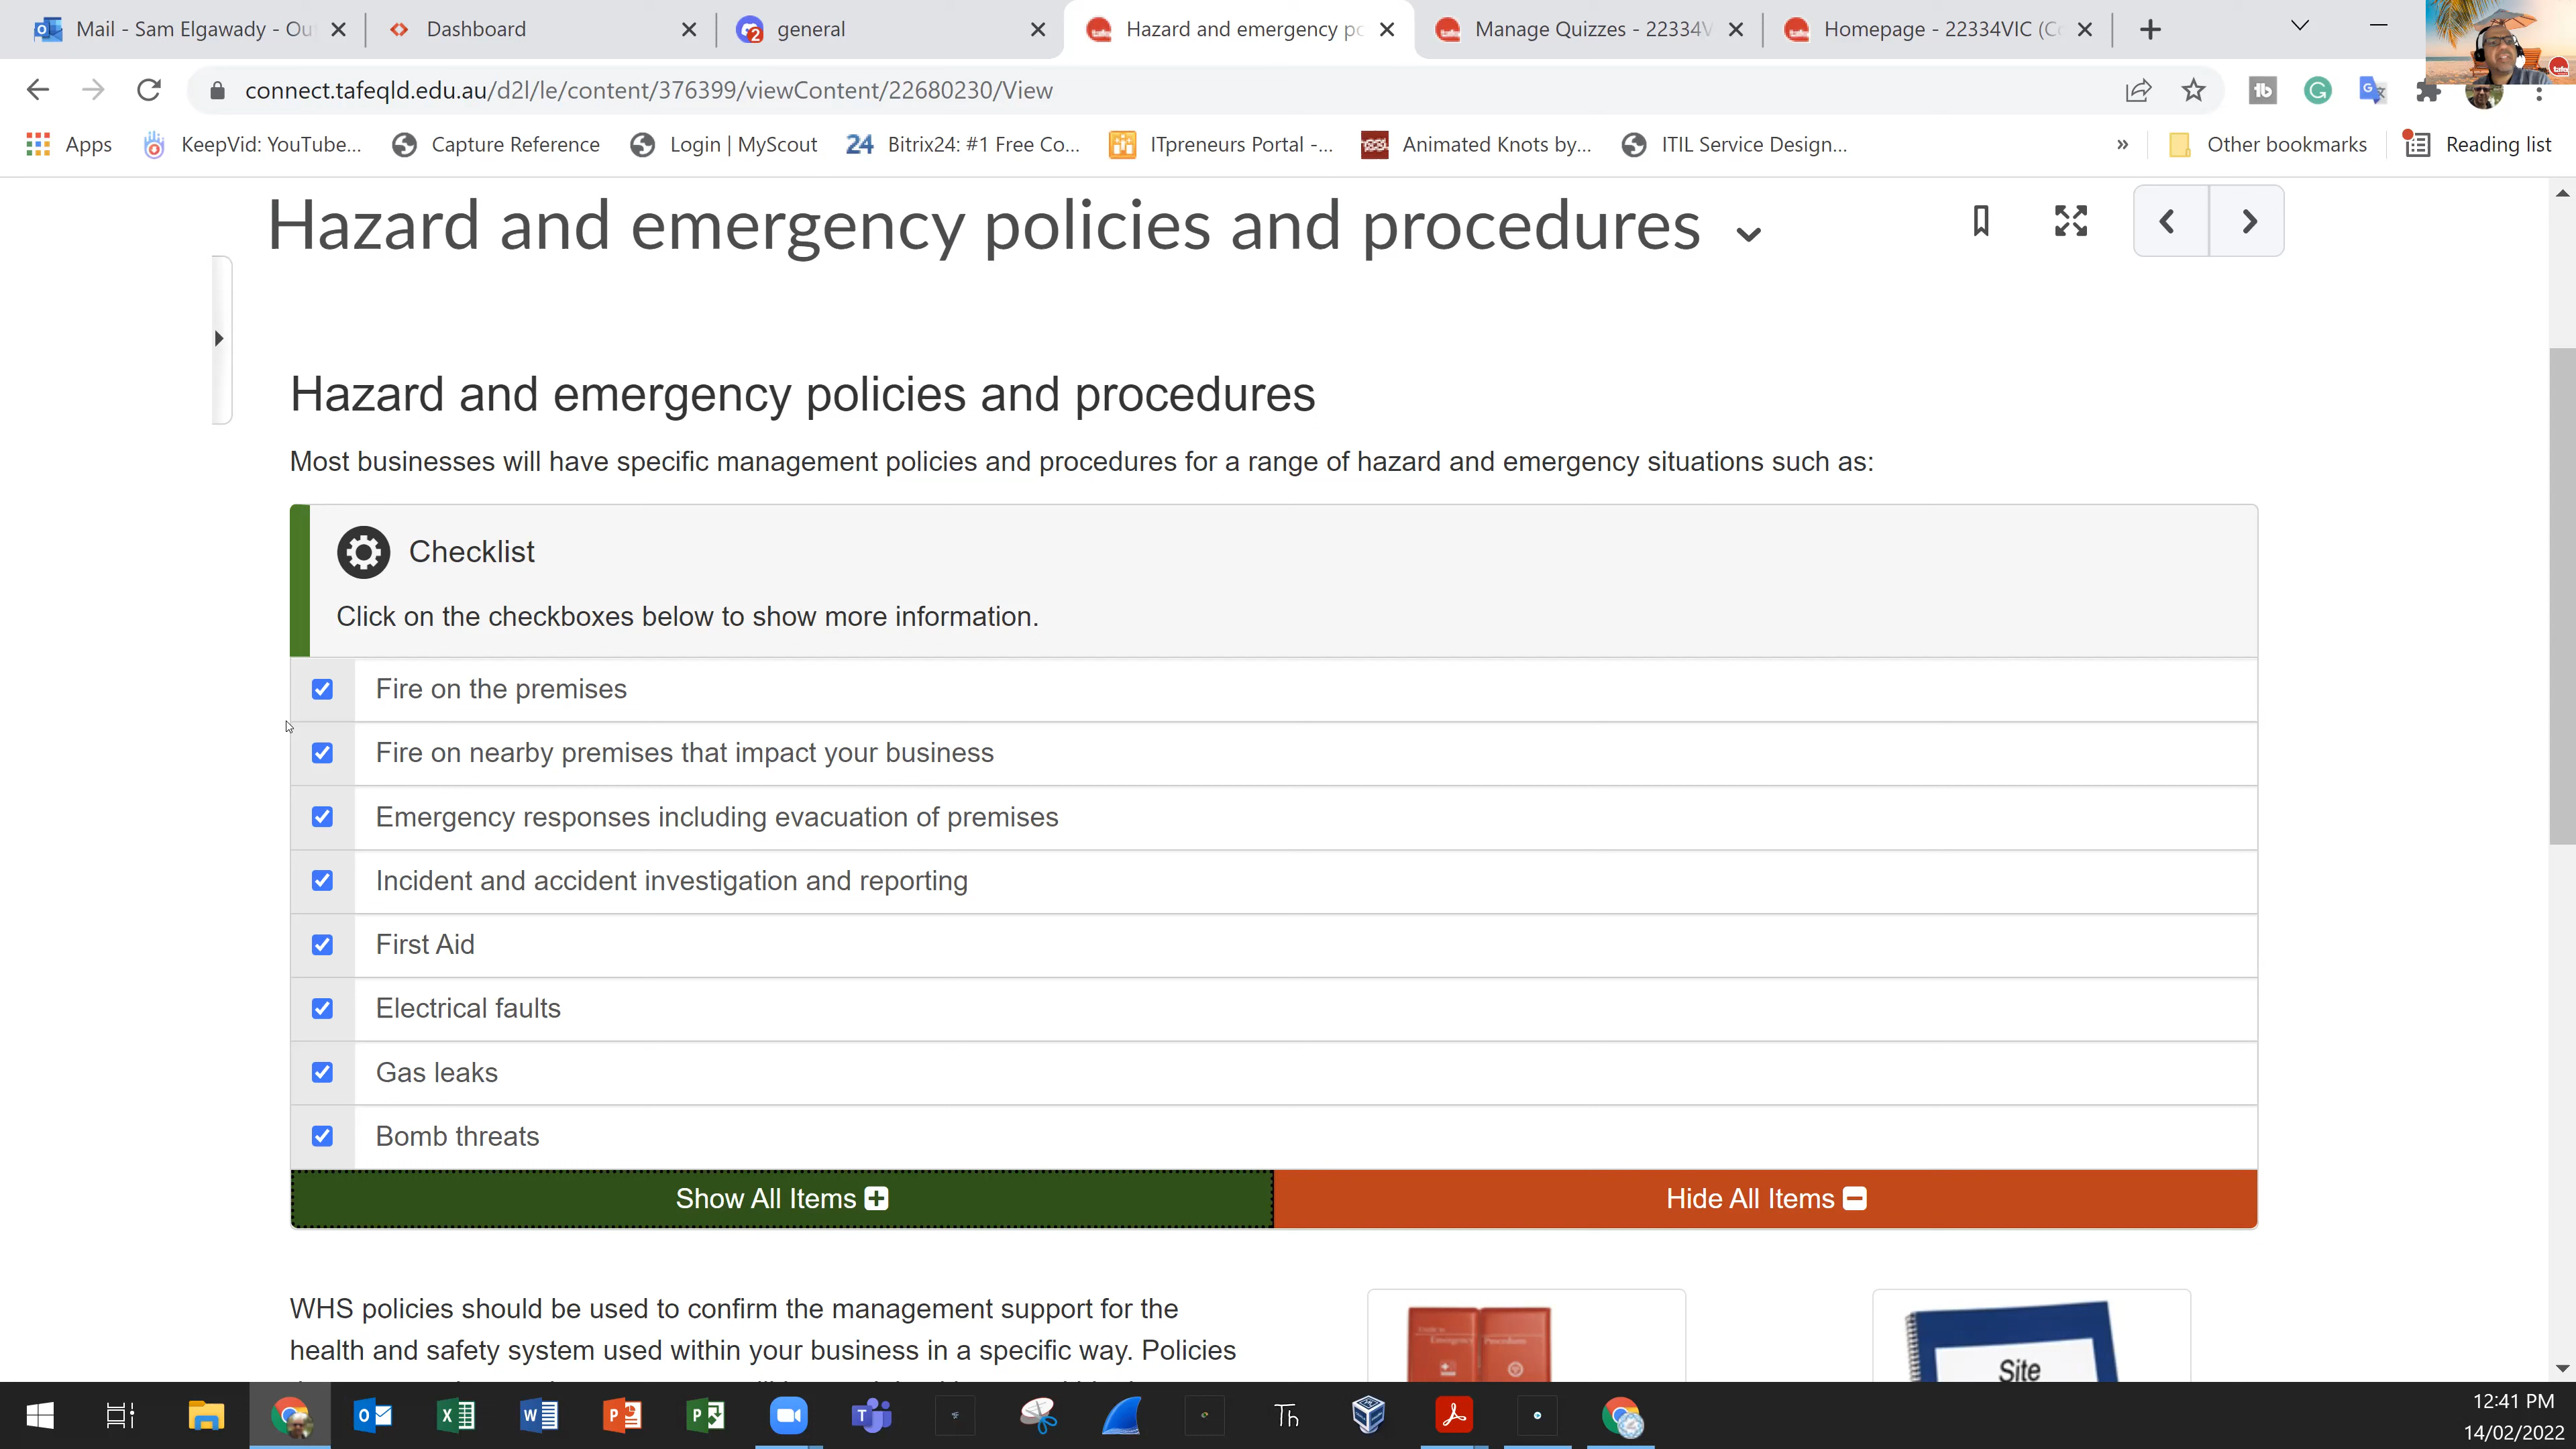 Mail - Sam Elgawady - Ou
Dashboard
general
Hazard and emergency po
Manage Quizzes - 22334V
Homepage - 22334VIC (Co
connect.tafeqld.edu.au/d2l/le/content/376399/viewContent/22680230/View
Apps
KeepVid: YouTube...
Capture Reference
Login | MyScout
24 Bitrix24: #1 Free Co...
ITpreneurs Portal -...
Animated Knots by...
ITIL Service Design...
»
Other bookmarks
Reading list
Hazard and emergency policies and procedures
Hazard and emergency policies and procedures
Most businesses will have specific management policies and procedures for a range of hazard and emergency situations such as:
Checklist
Click on the checkboxes below to show more information.
Fire on the premises
Fire on nearby premises that impact your business
Emergency responses including evacuation of premises
Incident and accident investigation and reporting
First Aid
Electrical faults
Gas leaks
Bomb threats
Show All Items
Hide All Items
WHS policies should be used to confirm the management support for the
health and safety system used within your business in a specific way. Policies
Emergency Procedures
Site
Th
12:41 PM
14/02/2022